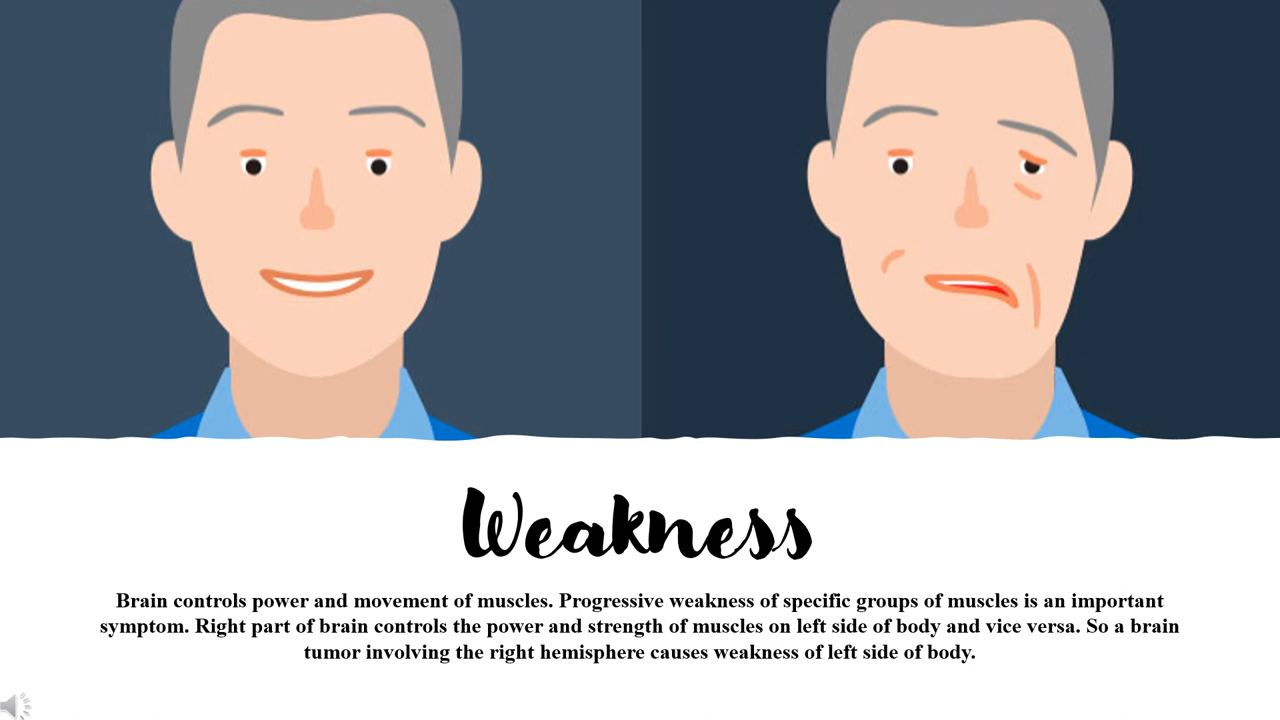 Weakness
Brain controls power and movement of muscles. Progressive weakness of specific groups of muscles is an important
symptom. Right part of brain controls the power and strength of muscles on left side of body and vice versa. So a brain
tumor involving the right hemisphere causes weakness of left side of body.